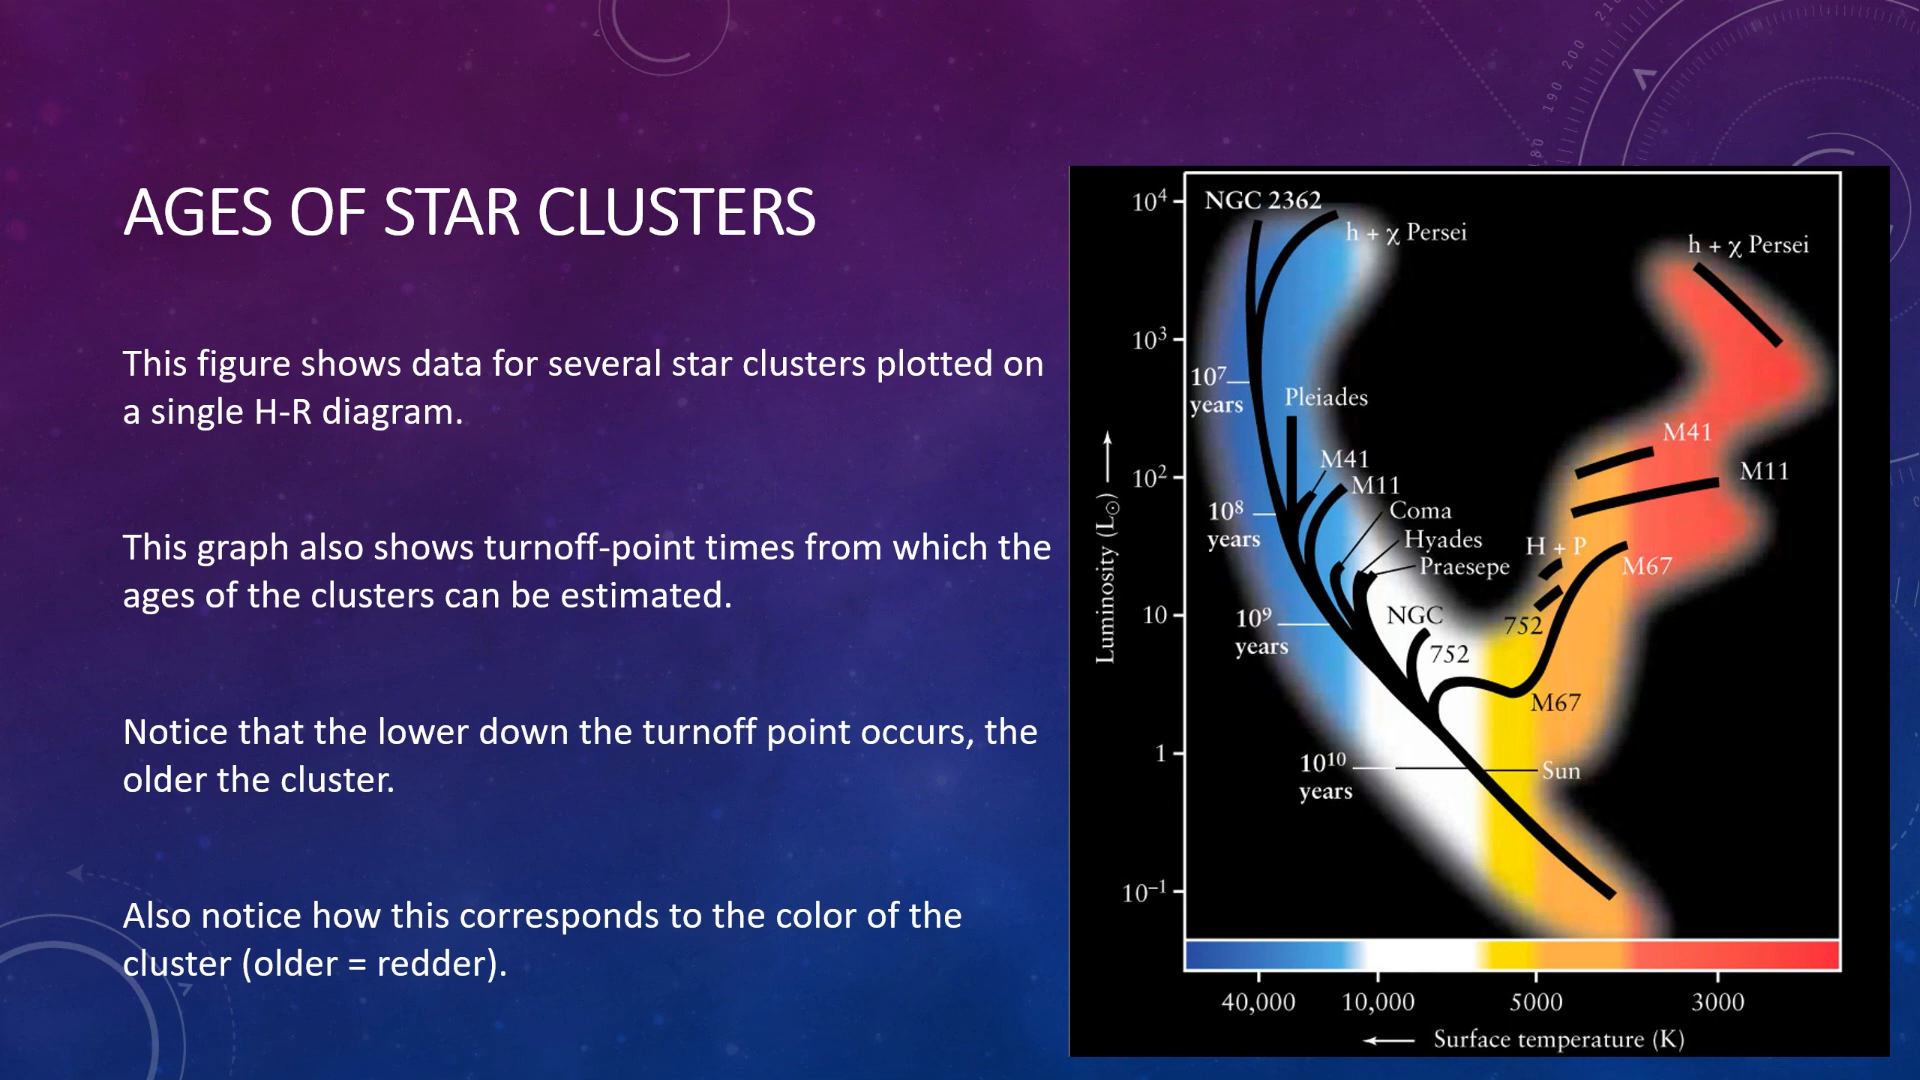 AGES OF STAR CLUSTERS
This figure shows data for several star clusters plotted on
a single H-R diagram.
This graph also shows turnoff-point times from which the
ages of the clusters can be estimated.
Notice that the lower down the turnoff point occurs, the
older the cluster.
Also notice how this corresponds to the color of the
cluster (older = redder).
210
200
190
180
Luminosity (L☉) →
10⁴
10³
10²
10
1
10⁻¹
NGC 2362
h + χ Persei
h + χ Persei
10⁷
years
Pleiades
M41
M41
M11
M11
10⁸
years
Coma
Hyades
Praesepe
H + P
M67
10⁹
years
NGC
752
752
M67
10¹⁰
years
Sun
40,000
10,000
5000
3000
← Surface temperature (K)